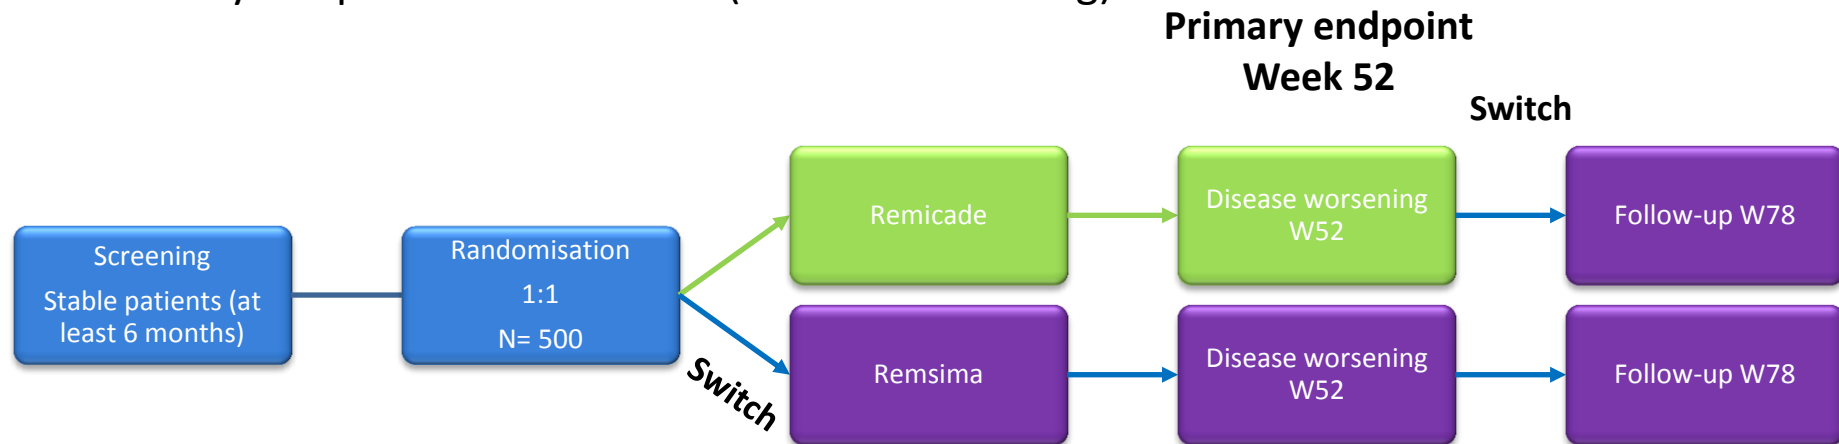 Primary endpoint
Week 52
Switch
Screening
Stable patients (at
least 6 months)
Randomisation
1:1
N= 500
Switch
Remicade
Disease worsening
W52
Follow-up W78
Remsima
Disease worsening
W52
Follow-up W78